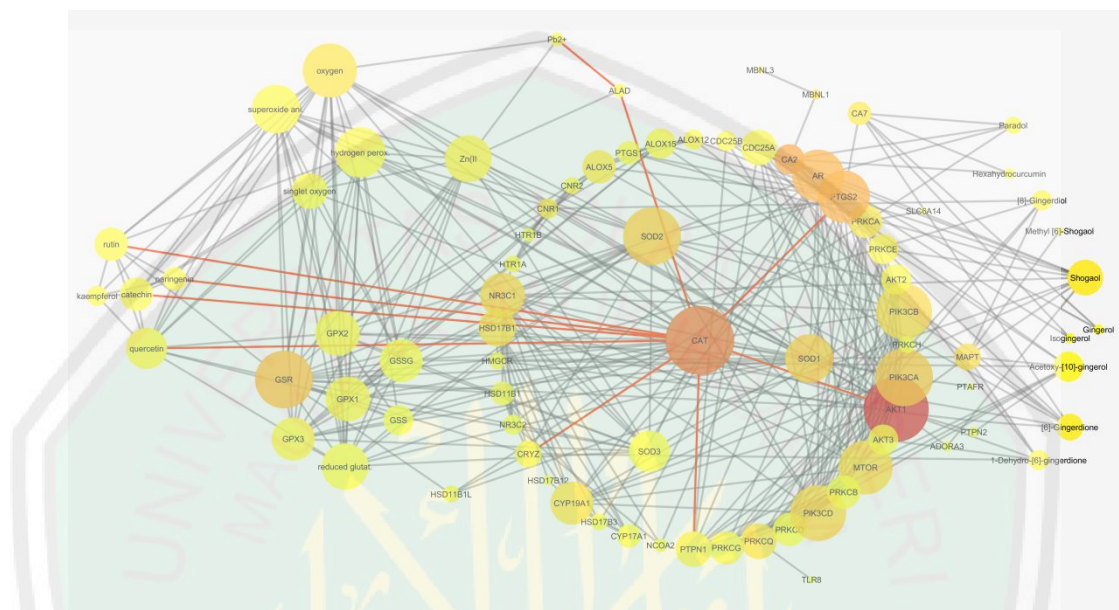 Pb2+
oxygen
MBNL3
ALAD
MBNL1
superoxide ani.
CA7
Paradol
hydrogen perox.
Zn(II
PTGS1
ALOX15
ALOX12
CDC25B
CDC25A
CA2
AR
ALOX5
Hexahydrocurcumin
singlet oxygen
CNR2
PTGS2
[8]-Gingerdiol
CNR1
SLC8A14
PRKCA
Methyl [6]-Shogaol
HTR1B
SOD2
rutin
PRKCE
HTR1A
naringenin
AKT2
Shogaol
kaempferol
catechin
NR3C1
PIK3CB
HSD17B1
GPX2
Gingerol
Isogingerol
quercetin
CAT
PRKCH
GSSG
HMGCR
SOD1
MAPT
Acetoxy-[10]-gingerol
GSR
PIK3CA
PTAFR
HSD11B1
GPX1
AKT1
GSS
NR3C2
[6]-Gingerdione
PTPN2
GPX3
AKT3
ADORA3
CRYZ
SOD3
reduced glutat.
MTOR
1-Dehydro-[6]-gingerdione
HSD17B12
HSD11B1L
PRKCB
CYP19A1
PIK3CD
HSD17B3
PRKCD
CYP17A1
NCOA2
PTPN1
PRKCG
PRKCQ
TLR8